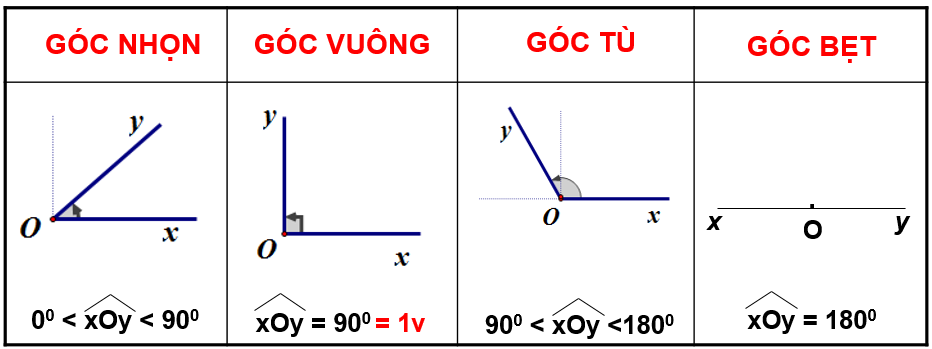 GÓC NHỌN
GÓC VUÔNG
GÓC TÙ
GÓC BẸT
y
O
x
y
O
x
y
O
x
x
O
y
0⁰ < xOy < 90⁰
xOy = 90⁰ = 1v
90⁰ < xOy <180⁰
xOy = 180⁰